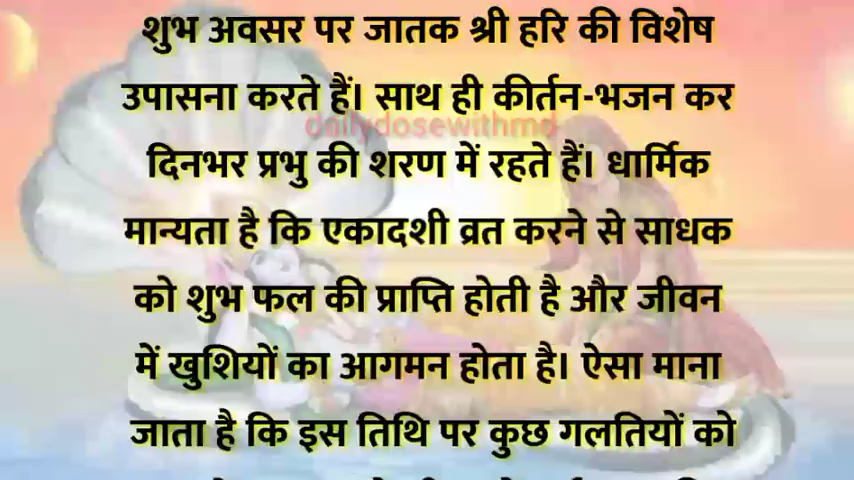 शुभ अवसर पर जातक श्री हरि की विशेष
उपासना करते हैं। साथ ही कीर्तन-भजन कर
dailydosewithmd
दिनभर प्रभु की शरण में रहते हैं। धार्मिक
मान्यता है कि एकादशी व्रत करने से साधक
को शुभ फल की प्राप्ति होती है और जीवन
में खुशियों का आगमन होता है। ऐसा माना
जाता है कि इस तिथि पर कुछ गलतियों को